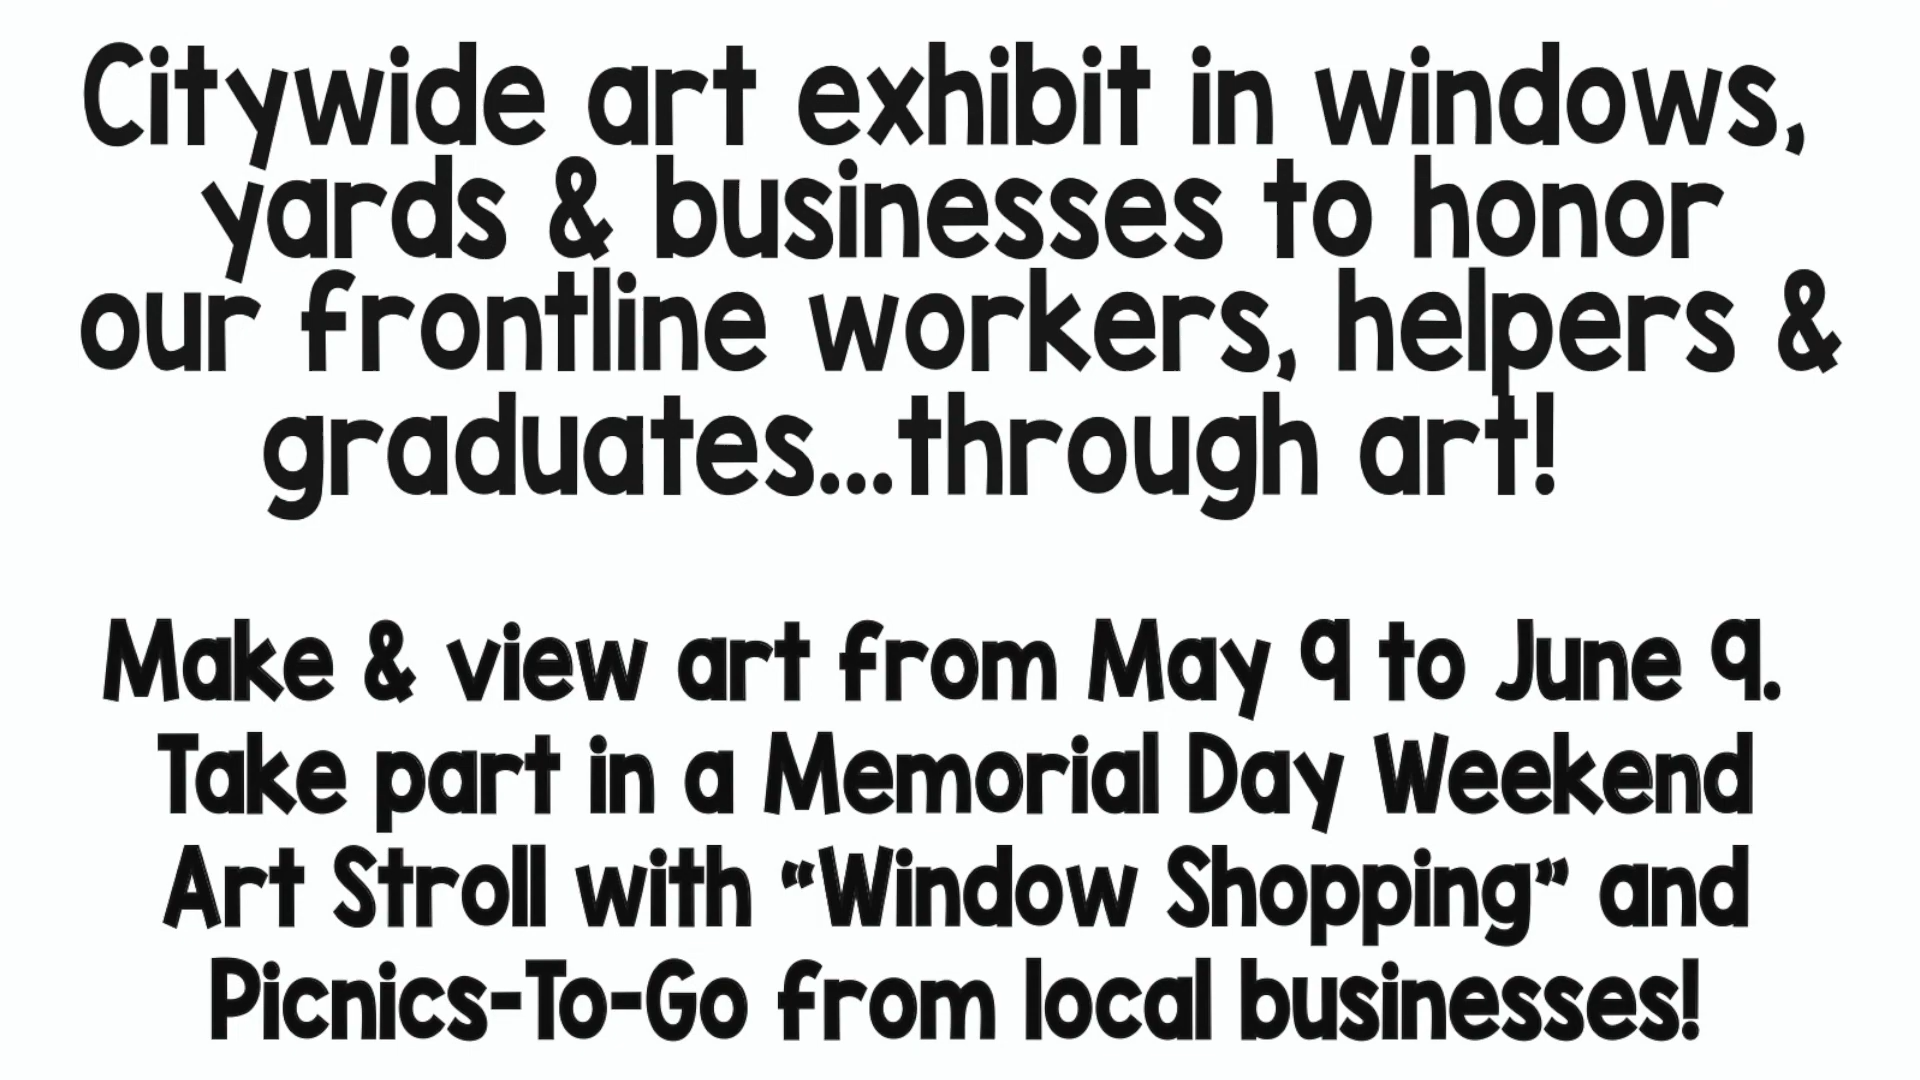 Citywide art exhibit in windows,
yards & businesses to honor
our frontline workers, helpers &
graduates...through art!
Make & view art from May 9 to June 9.
Take part in a Memorial Day Weekend
Art Stroll with “Window Shopping” and
Picnics-To-Go from local businesses!